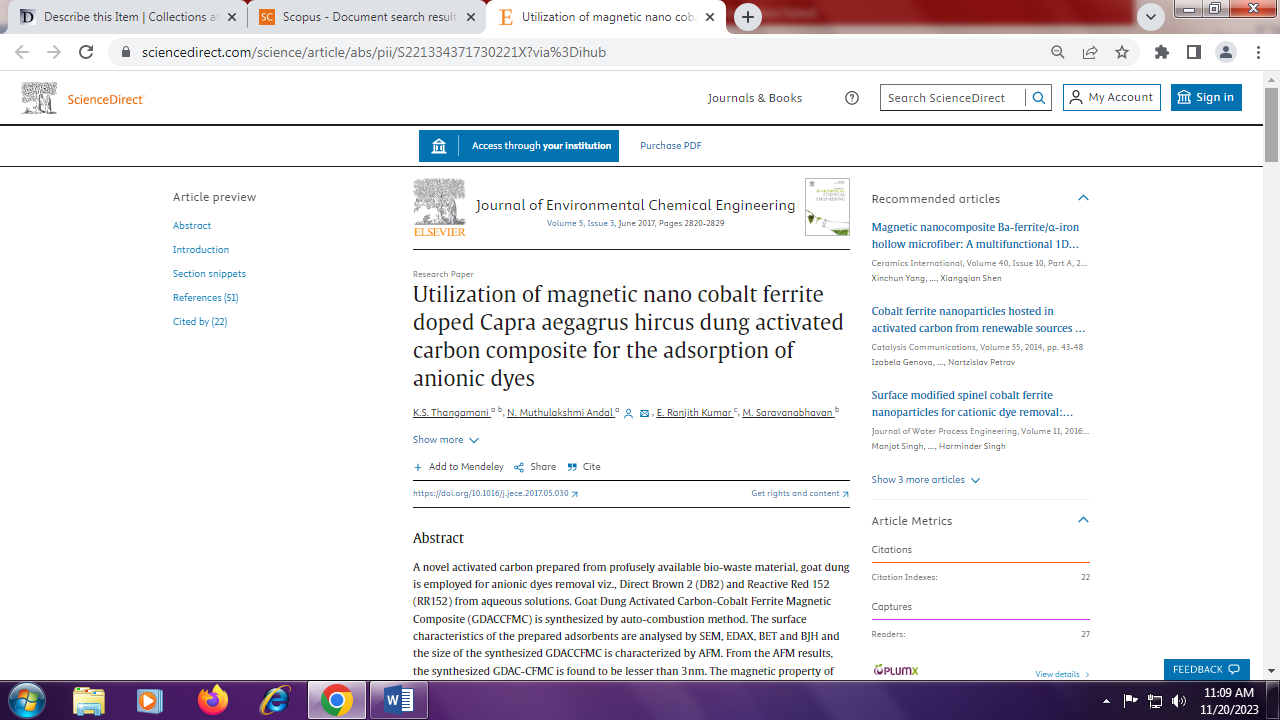 Describe this Item | Collections at
Scopus - Document search result
Utilization of magnetic nano coba
sciencedirect.com/science/article/abs/pii/S221334371730221X?via%3Dihub
ScienceDirect
Journals & Books
Search ScienceDirect
My Account
Sign in
Access through your institution
Purchase PDF
Article preview
Abstract
Introduction
Section snippets
References (51)
Cited by (22)
ELSEVIER
Journal of Environmental Chemical Engineering
Volume 5, Issue 3, June 2017, Pages 2820-2829
Research Paper
Utilization of magnetic nano cobalt ferrite
doped Capra aegagrus hircus dung activated
carbon composite for the adsorption of
anionic dyes
K.S. Thangamani a b, N. Muthulakshmi Andal a, E. Ranjith Kumar c, M. Saravanabhavan b
Show more
Add to Mendeley Share Cite
https://doi.org/10.1016/j.jece.2017.05.030
Get rights and content
Abstract
A novel activated carbon prepared from profusely available bio-waste material, goat dung
is employed for anionic dyes removal viz., Direct Brown 2 (DB2) and Reactive Red 152
(RR152) from aqueous solutions. Goat Dung Activated Carbon-Cobalt Ferrite Magnetic
Composite (GDACCFMC) is synthesized by auto-combustion method. The surface
characteristics of the prepared adsorbents are analysed by SEM, EDAX, BET and BJH and
the size of the synthesized GDACCFMC is characterized by AFM. From the AFM results,
the synthesized GDAC-CFMC is found to be lesser than 3 nm. The magnetic property of
Recommended articles
Magnetic nanocomposite Ba-ferrite/α-iron
hollow microfiber: A multifunctional 1D…
Ceramics International, Volume 40, Issue 10, Part A, 2…
Xinchun Yang, …, Xiangqian Shen
Cobalt ferrite nanoparticles hosted in
activated carbon from renewable sources …
Catalysis Communications, Volume 55, 2014, pp. 43-48
Izabela Genova, …, Nartzislav Petrov
Surface modified spinel cobalt ferrite
nanoparticles for cationic dye removal:…
Journal of Water Process Engineering, Volume 11, 2016…
Manjot Singh, …, Harminder Singh
Show 3 more articles
Article Metrics
Citations
Citation Indexes: 22
Captures
Readers: 27
PLUMX
View details
FEEDBACK
11:09 AM
11/20/2023